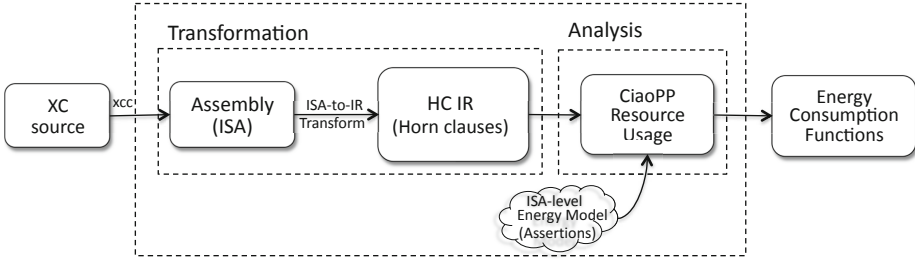 Transformation
Analysis
XC
source
xcc
Assembly
(ISA)
ISA-to-IR
Transform
HC IR
(Horn clauses)
CiaoPP
Resource
Usage
Energy
Consumption
Functions
ISA-level
Energy Model
(Assertions)